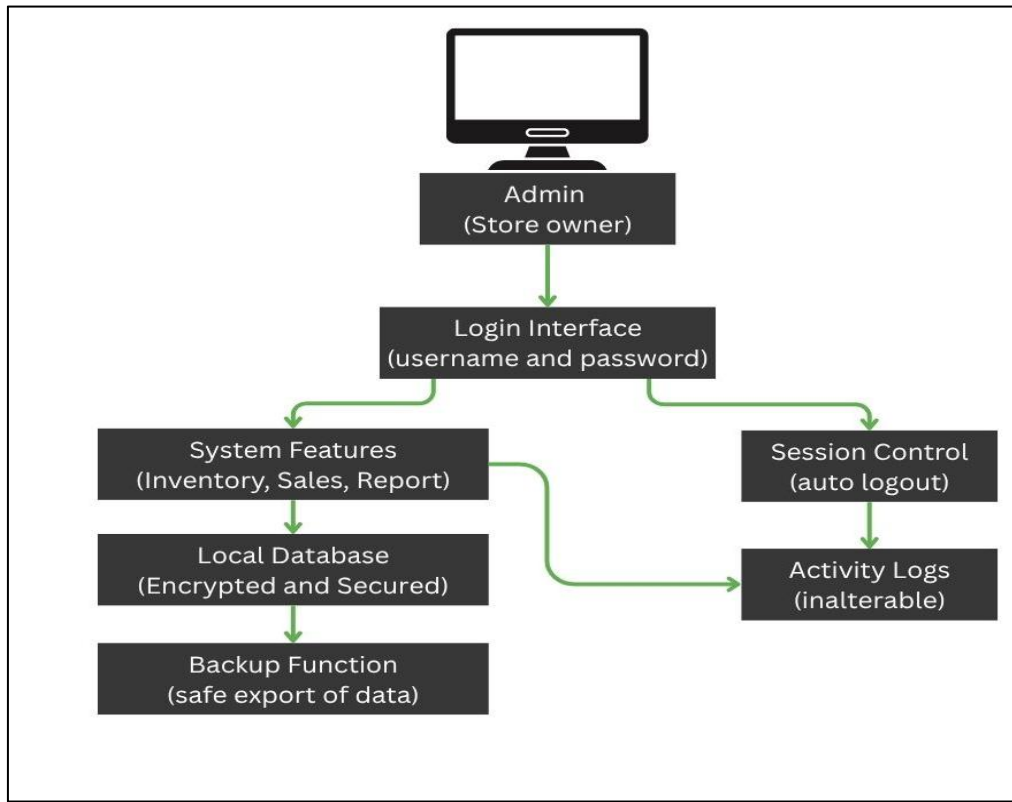 Admin
(Store owner)
Login Interface
(username and password)
System Features
(Inventory, Sales, Report)
Session Control
(auto logout)
Local Database
(Encrypted and Secured)
Activity Logs
(inalterable)
Backup Function
(safe export of data)